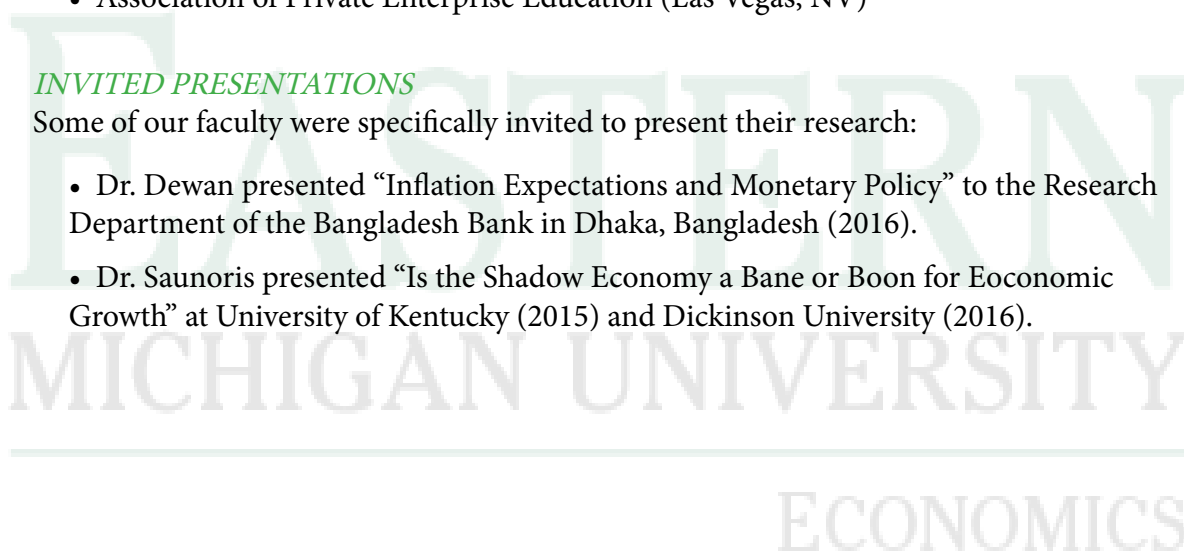 • Association of Private Enterprise Education (Las Vegas, NV)
INVITED PRESENTATIONS
Some of our faculty were specifically invited to present their research:
• Dr. Dewan presented “Inflation Expectations and Monetary Policy” to the Research
Department of the Bangladesh Bank in Dhaka, Bangladesh (2016).
• Dr. Saunoris presented “Is the Shadow Economy a Bane or Boon for Eoconomic
Growth” at University of Kentucky (2015) and Dickinson University (2016).
EASTERN
MICHIGAN UNIVERSITY
ECONOMICS